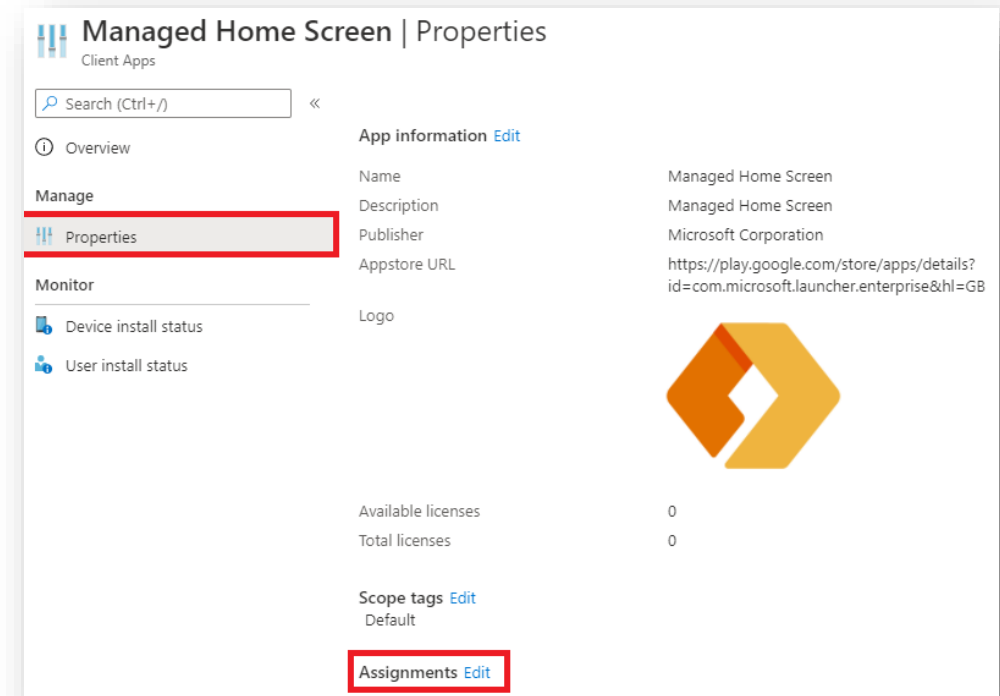 Managed Home Screen | Properties
Client Apps
Search (Ctrl+/)
«
Overview
Manage
Properties
Monitor
Device install status
User install status
App information Edit
Name Managed Home Screen
Description Managed Home Screen
Publisher Microsoft Corporation
Appstore URL https://play.google.com/store/apps/details?
id=com.microsoft.launcher.enterprise&hl=GB
Logo
Available licenses 0
Total licenses 0
Scope tags Edit
Default
Assignments Edit